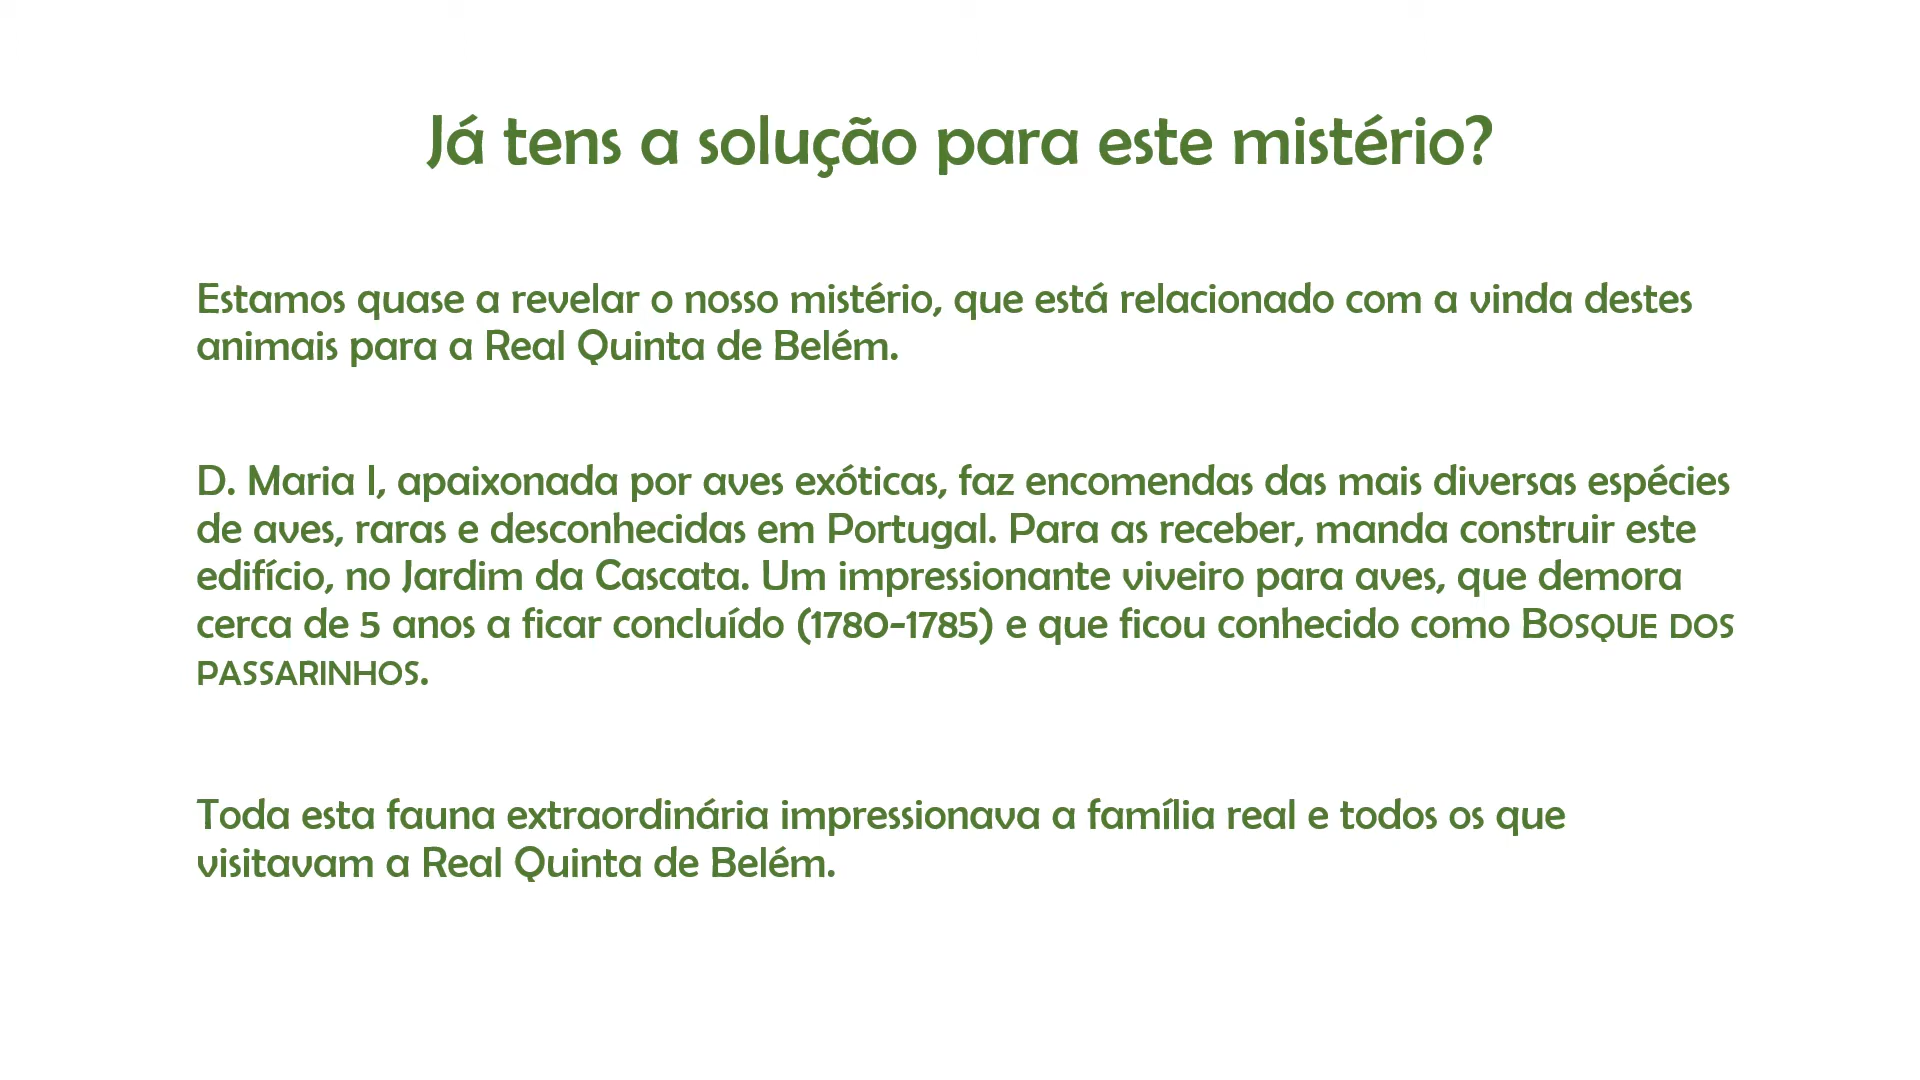 Já tens a solução para este mistério?
Estamos quase a revelar o nosso mistério, que está relacionado com a vinda destes
animais para a Real Quinta de Belém.
D. Maria I, apaixonada por aves exóticas, faz encomendas das mais diversas espécies
de aves, raras e desconhecidas em Portugal. Para as receber, manda construir este
edifício, no Jardim da Cascata. Um impressionante viveiro para aves, que demora
cerca de 5 anos a ficar concluído (1780-1785) e que ficou conhecido como BOSQUE DOS
PASSARINHOS.
Toda esta fauna extraordinária impressionava a família real e todos os que
visitavam a Real Quinta de Belém.